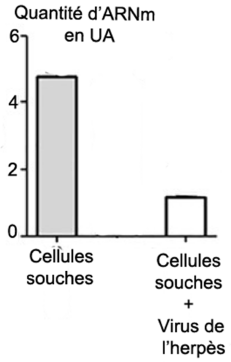 Quantité d'ARNm
en UA
6
4
2
0
Cellules
souches
Cellules
souches
+
Virus de
l'herpès